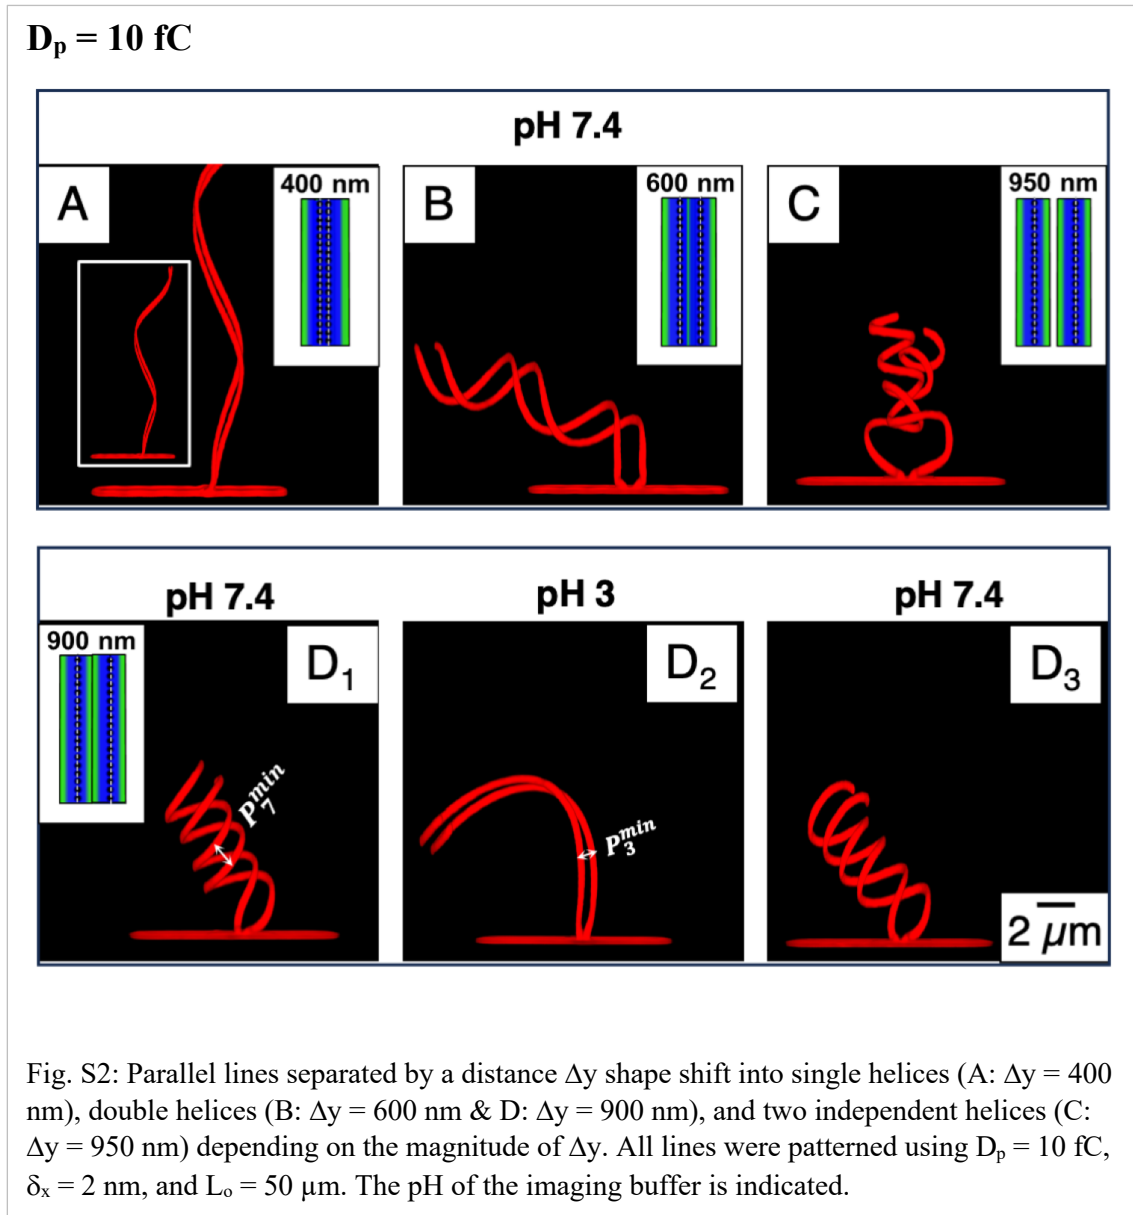 Dₚ = 10 fC
pH 7.4
A
400 nm
B
600 nm
C
950 nm
pH 7.4
pH 3
pH 7.4
900 nm
D₁
P₇ᵐⁱⁿ
D₂
P₃ᵐⁱⁿ
D₃
2 μm
Fig. S2: Parallel lines separated by a distance Δy shape shift into single helices (A: Δy = 400
nm), double helices (B: Δy = 600 nm & D: Δy = 900 nm), and two independent helices (C:
Δy = 950 nm) depending on the magnitude of Δy. All lines were patterned using Dₚ = 10 fC,
δₓ = 2 nm, and Lₒ = 50 μm. The pH of the imaging buffer is indicated.